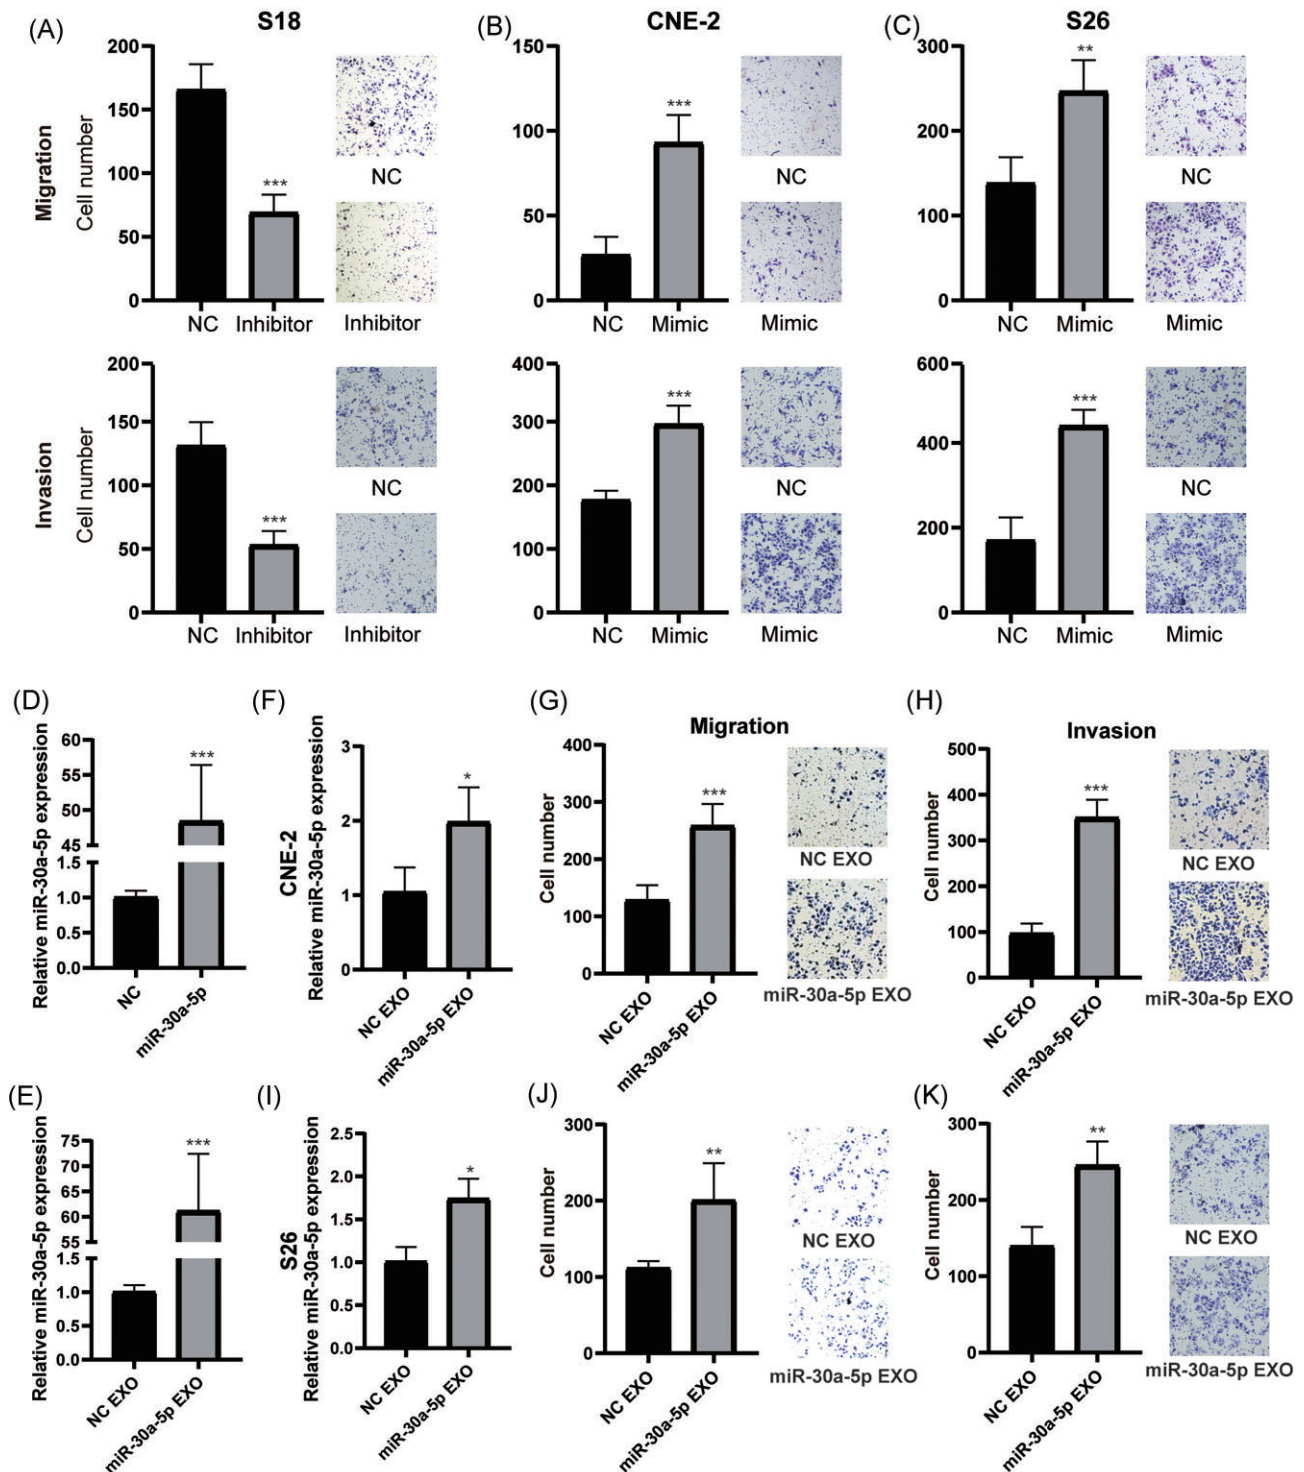 (A)
S18
(B)
CNE-2
(C)
S26
Migration
Cell number
200
150
100
50
0
***
NC
Inhibitor
NC
Inhibitor
150
100
50
0
***
NC
Mimic
NC
Mimic
300
200
100
0
**
NC
Mimic
NC
Mimic
Invasion
Cell number
200
150
100
50
0
***
NC
Inhibitor
NC
Inhibitor
400
300
200
100
0
***
NC
Mimic
NC
Mimic
600
400
200
0
***
NC
Mimic
NC
Mimic
(D)
Relative miR-30a-5p expression
60
55
50
45
1.5
1.0
0.5
0.0
***
NC
miR-30a-5p
(F)
CNE-2
Relative miR-30a-5p expression
3
2
1
0
*
NC EXO
miR-30a-5p EXO
(G)
Migration
Cell number
400
300
200
100
0
***
NC EXO
miR-30a-5p EXO
NC EXO
miR-30a-5p EXO
(H)
Invasion
Cell number
500
400
300
200
100
0
***
NC EXO
miR-30a-5p EXO
NC EXO
miR-30a-5p EXO
(E)
Relative miR-30a-5p expression
75
70
65
60
55
1.5
1.0
0.5
0.0
***
NC EXO
miR-30a-5p EXO
(I)
S26
Relative miR-30a-5p expression
2.5
2.0
1.5
1.0
0.5
0.0
*
NC EXO
miR-30a-5p EXO
(J)
Cell number
300
200
100
0
**
NC EXO
miR-30a-5p EXO
NC EXO
miR-30a-5p EXO
(K)
Cell number
300
200
100
0
**
NC EXO
miR-30a-5p EXO
NC EXO
miR-30a-5p EXO